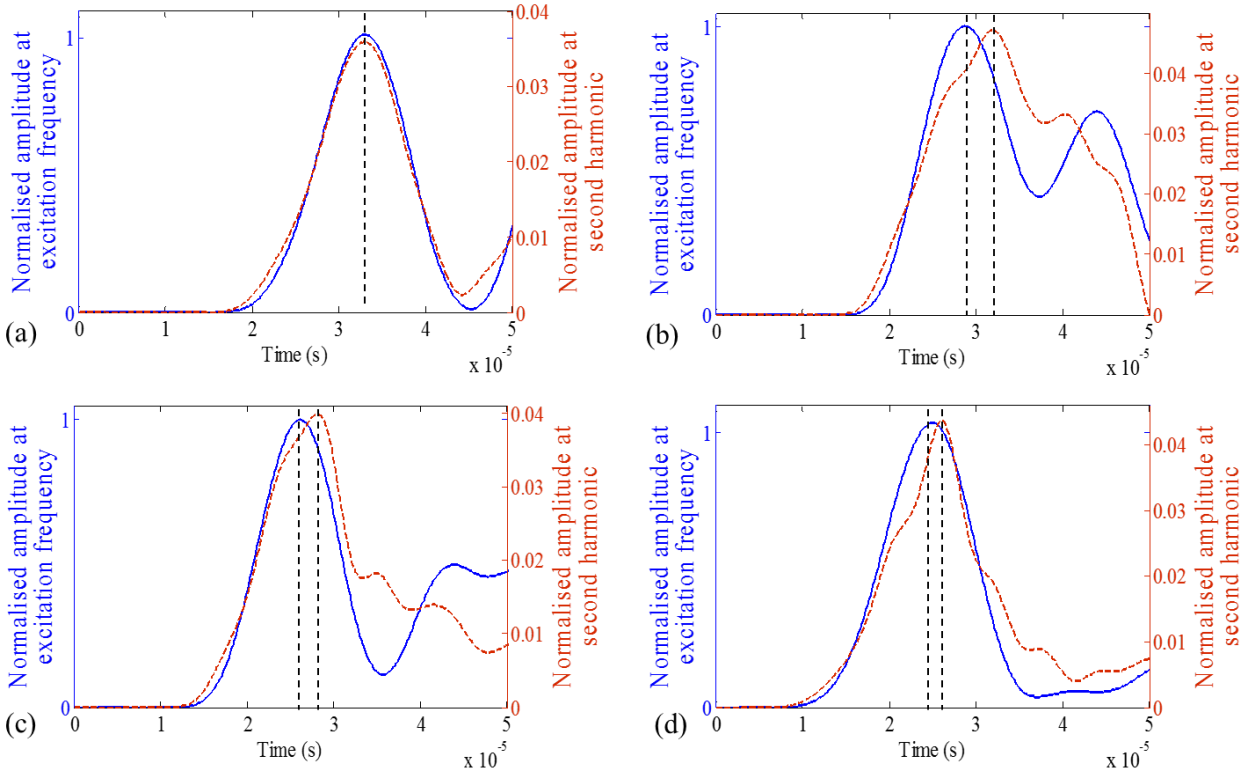 Normalised amplitude at
excitation frequency
1
0
0.04
0.03
0.02
0.01
0
Normalised amplitude at
second harmonic
0 1 2 3 4 5
Time (s)
x 10⁻⁵
(a)
Normalised amplitude at
excitation frequency
1
0
0.04
0.03
0.02
0.01
0
Normalised amplitude at
second harmonic
0 1 2 3 4 5
Time (s)
x 10⁻⁵
(b)
Normalised amplitude at
excitation frequency
1
0
0.04
0.03
0.02
0.01
0
Normalised amplitude at
second harmonic
0 1 2 3 4 5
Time (s)
x 10⁻⁵
(c)
Normalised amplitude at
excitation frequency
1
0
0.04
0.03
0.02
0.01
0
Normalised amplitude at
second harmonic
0 1 2 3 4 5
Time (s)
x 10⁻⁵
(d)